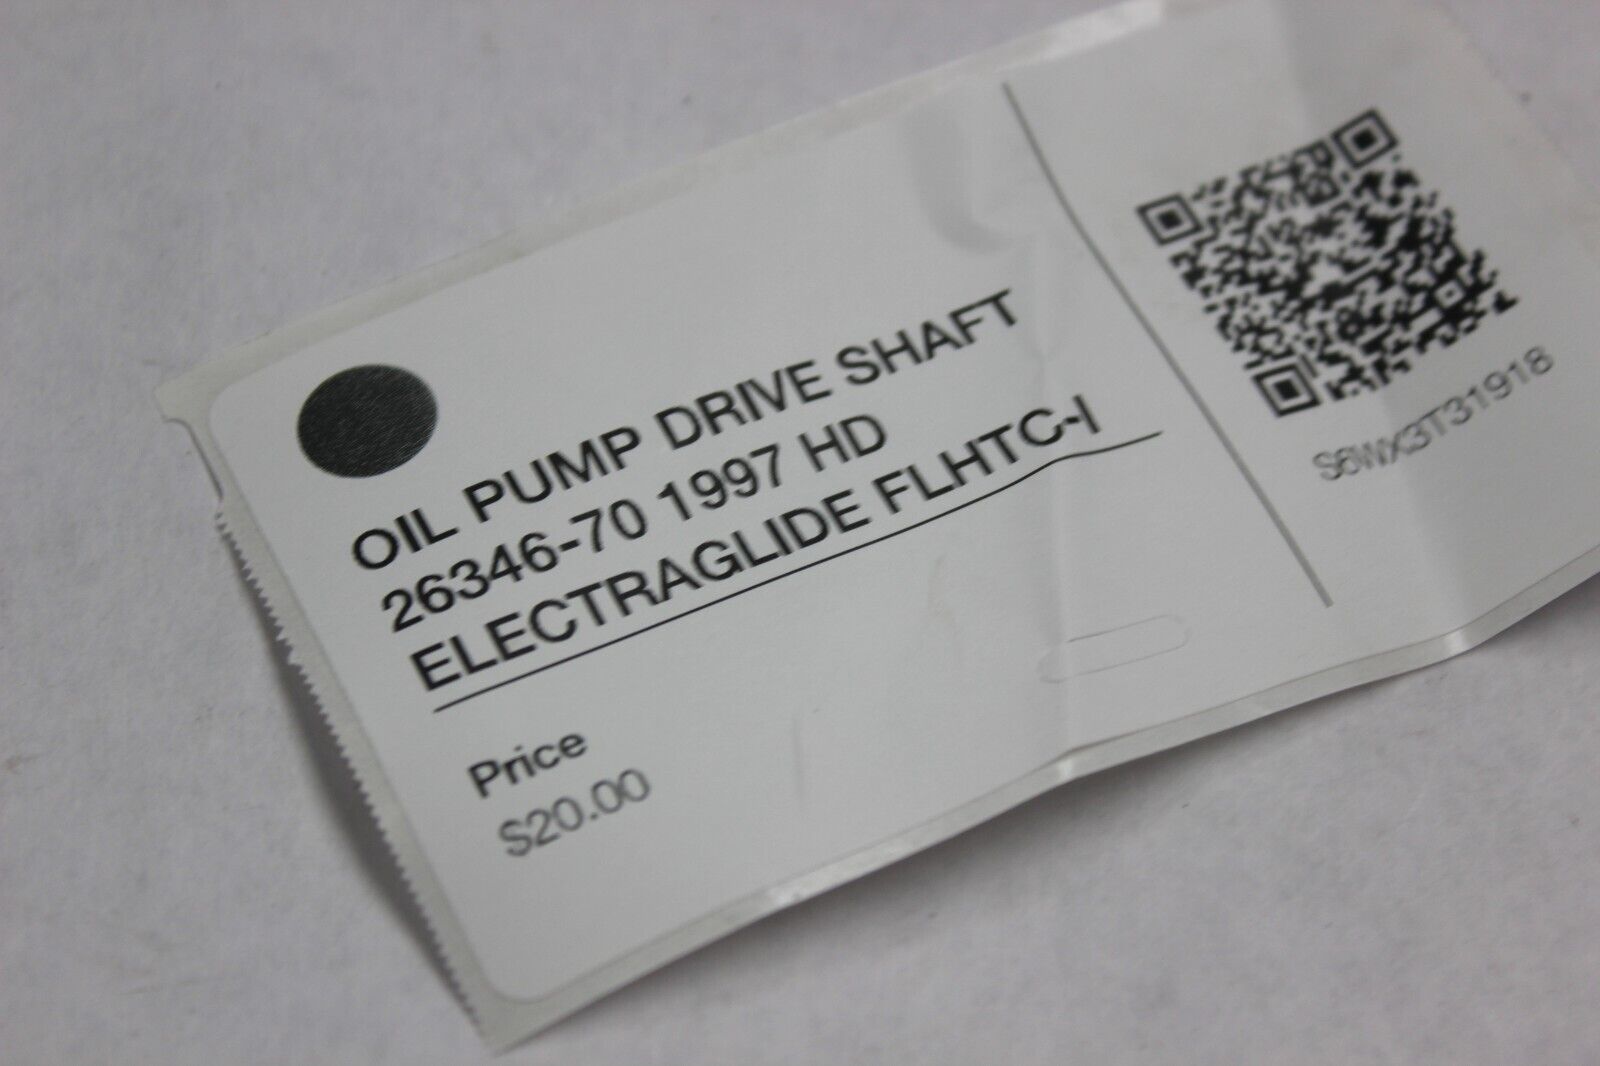 OIL PUMP DRIVE SHAFT
26346-70 1997 HD
ELECTRAGLIDE FLHTC-I
Price
$20.00
S6WX3T31918